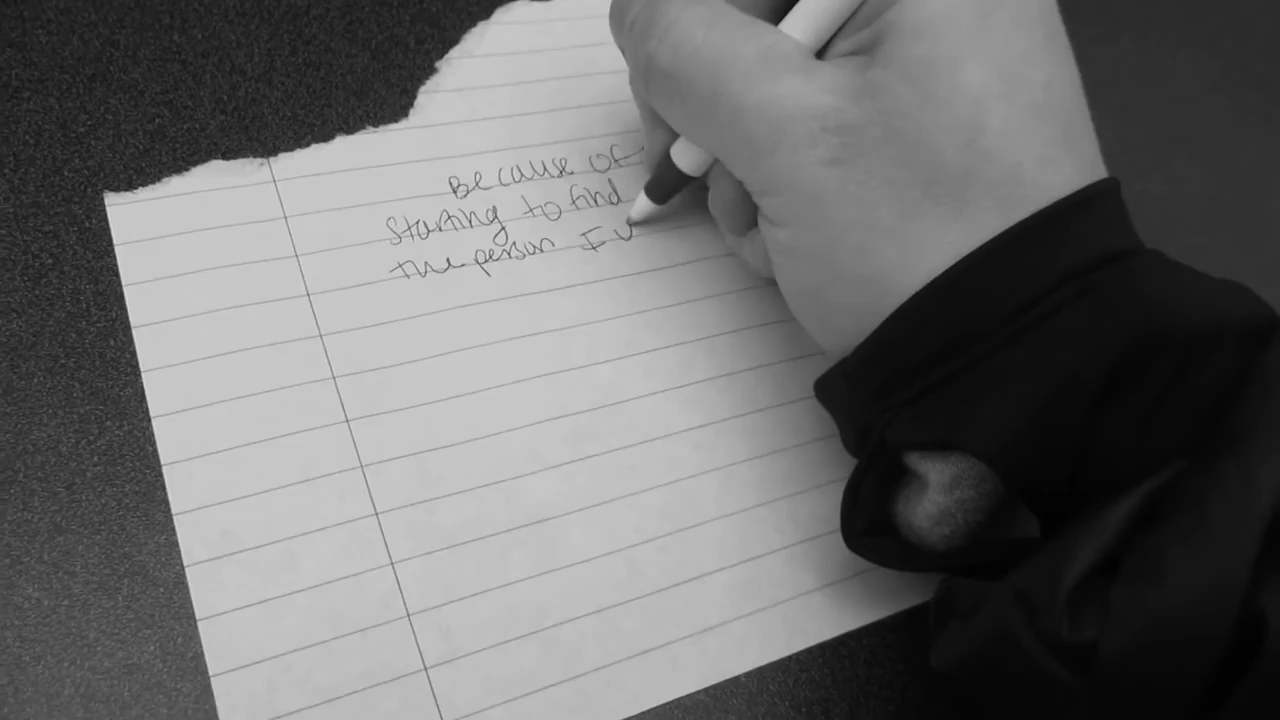 Because of
starting to find
the person I